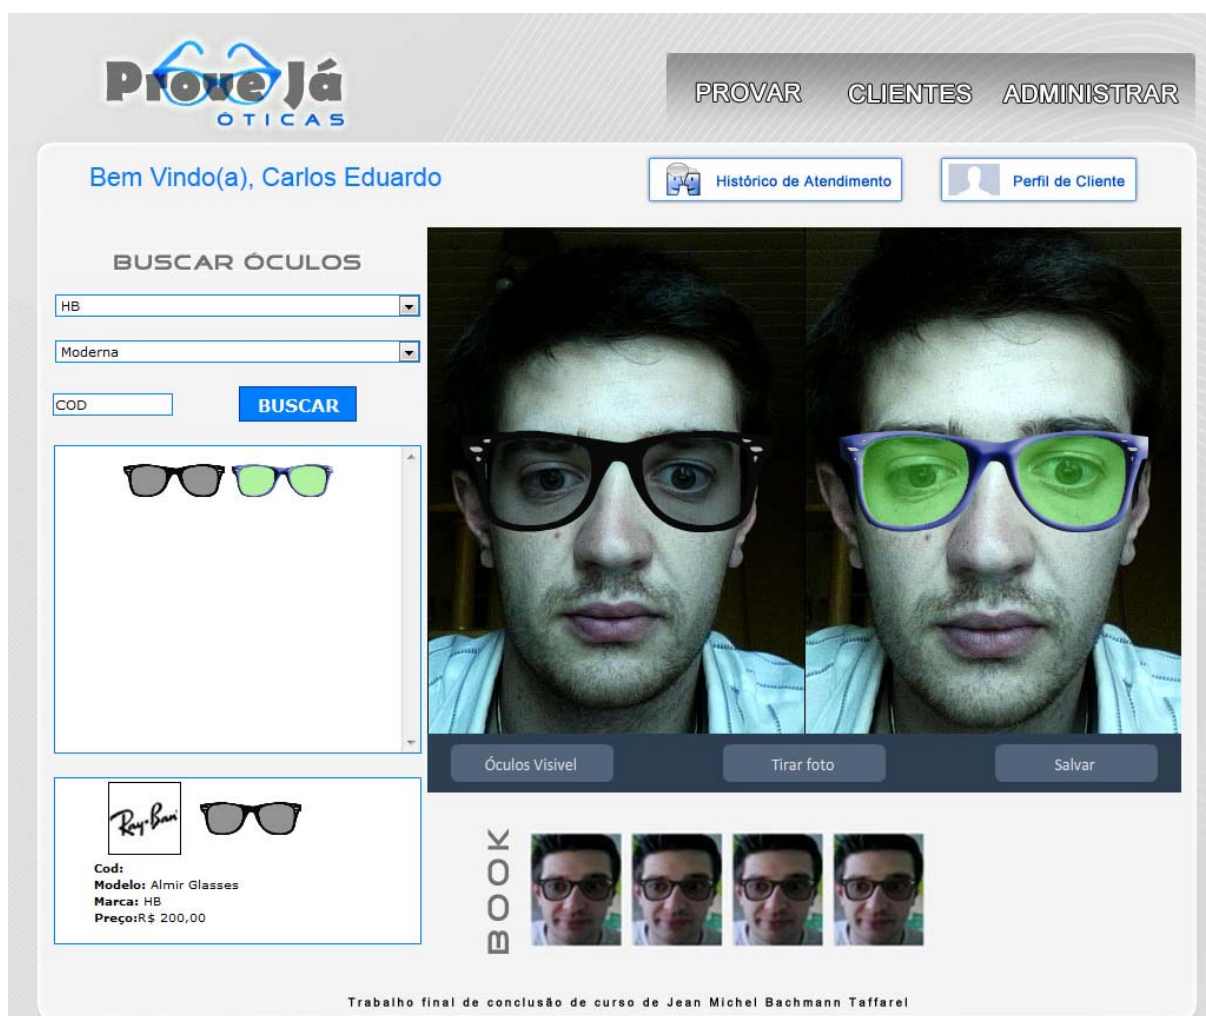 Prove Já
ÓTICAS
PROVAR CLIENTES ADMINISTRAR
Bem Vindo(a), Carlos Eduardo
Histórico de Atendimento
Perfil de Cliente
BUSCAR ÓCULOS
HB
Moderna
COD
BUSCAR
Óculos Visivel
Tirar foto
Salvar
Ray-Ban
Cod:
Modelo: Almir Glasses
Marca: HB
Preço:R$ 200,00
BOOK
Trabalho final de conclusão de curso de Jean Michel Bachmann Taffarel